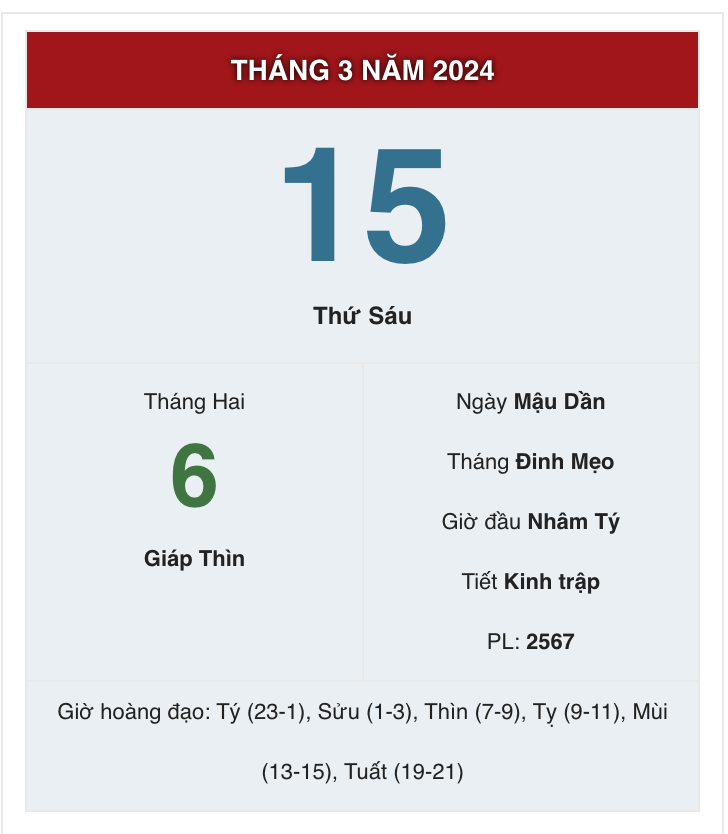 THÁNG 3 NĂM 2024
15
Thứ Sáu
Tháng Hai
6
Giáp Thìn
Ngày Mậu Dần
Tháng Đinh Mẹo
Giờ đầu Nhâm Tý
Tiết Kinh trập
PL: 2567
Giờ hoàng đạo: Tý (23-1), Sửu (1-3), Thìn (7-9), Tỵ (9-11), Mùi
(13-15), Tuất (19-21)